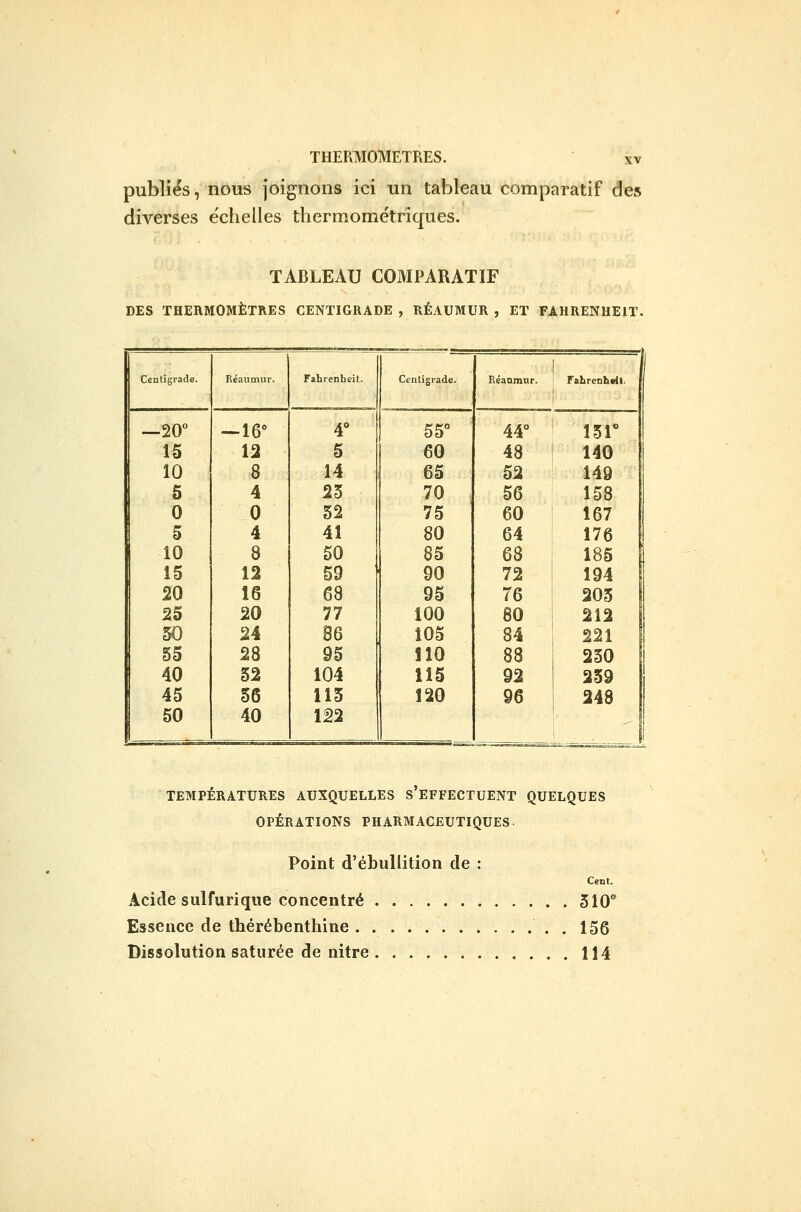 THERMOMETRES. xv
publiés, nous joignons ici un tableau comparatif des
diverses échelles thermométriques.
TABLEAU COMPARATIF
DES THERMOMÈTRES CENTIGRADE , RÉAUMUR , ET FAHRENHEIT.
Centigrade. Réaumur. Fahrenheit. Centigrade. Réaumur. Fahrenheit.
—20° —16° 4° 55° 44° 131°
15 12 5 60 48 140
10 8 14 65 52 149
5 4 23 70 56 158
0 0 32 75 60 167
5 4 41 80 64 176
10 8 50 85 68 185
15 12 59 90 72 194
20 16 68 95 76 203
25 20 77 100 80 212
30 24 86 105 84 221
35 28 95 110 88 230
40 32 104 115 92 239
45 36 113 120 96 248
50 40 122
TEMPÉRATURES AUXQUELLES S'EFFECTUENT QUELQUES
OPÉRATIONS PHARMACEUTIQUES.
Point d'ébullition de :
Cent.
Acide sulfurique concentré . . . . . . . . . . . . 310°
Essence de thérébenthine . . . . . . . . . . . . . 156
Dissolution saturée de nitre . . . . . . . . . . . . 114